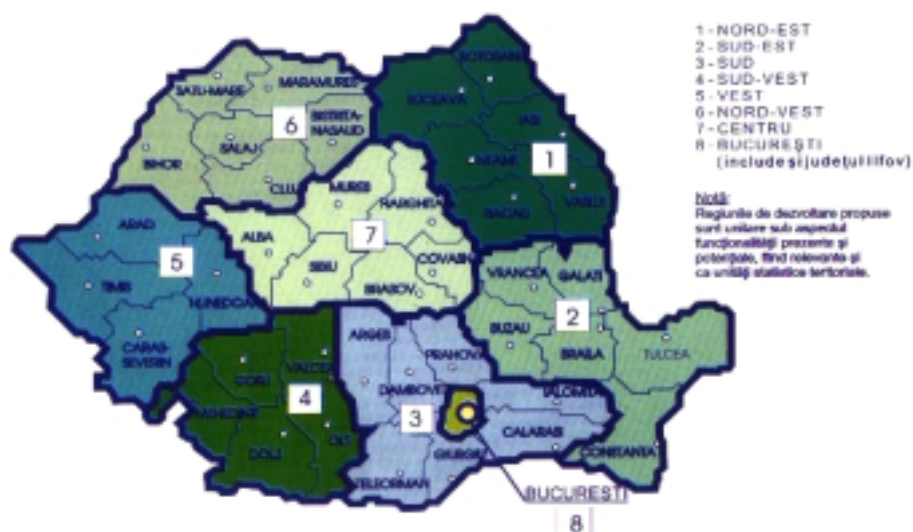 1 - NORD-EST
2 - SUD-EST
3 - SUD
4 - SUD-VEST
5 - VEST
6 - NORD-VEST
7 - CENTRU
8 - BUCUREŞTI
(include şi judeţul Ilfov)
Notă:
Regiunile de dezvoltare propuse
sunt unitare sub aspectul
funcţionalităţii prezente şi
potenţiale, fiind relevante şi
ca unităţi statistice teritoriale.
BOTOSANI
SATU-MARE
MARAMURES
SUCEAVA
BISTRITA-
NASAUD
IASI
6
SALAJ
BIHOR
NEAMT
1
CLUJ
MURES
HARGHITA
BACAU
VASLUI
ARAD
ALBA
7
5
COVASNA
VRANCEA
GALATI
TIMIS
SIBIU
HUNEDOARA
BRASOV
BUZAU
2
CARAS-
SEVERIN
ARGES
PRAHOVA
BRAILA
TULCEA
GORJ
VALCEA
DAMBOVIT
IALOMITA
MEHEDINTI
4
3
OLT
CALARASI
DOLJ
GIURGIU
CONSTANTA
TELEORMAN
BUCUREŞTI
8